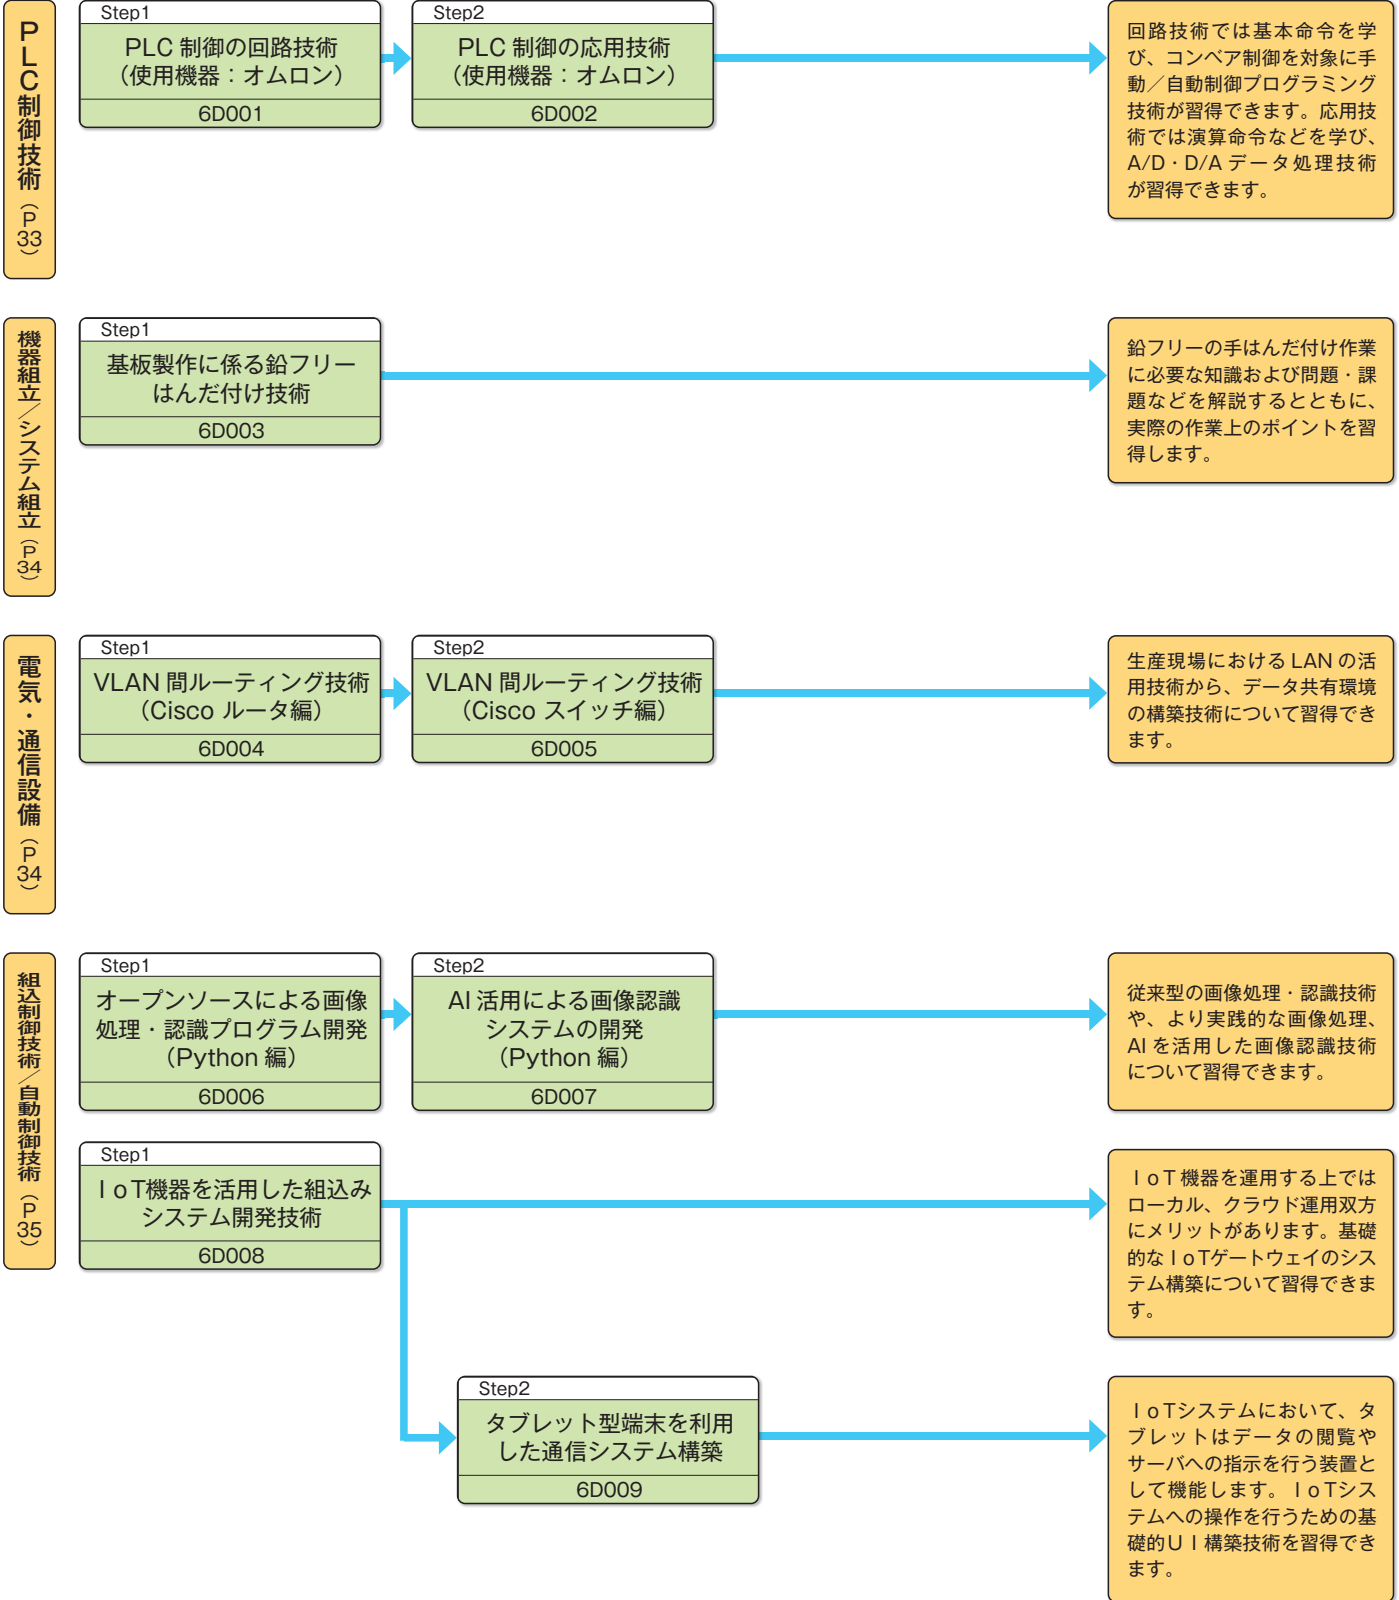 PLC制御技術（P33）
Step1
PLC 制御の回路技術
（使用機器：オムロン）
6D001
Step2
PLC 制御の応用技術
（使用機器：オムロン）
6D002
回路技術では基本命令を学
び、コンベア制御を対象に手
動／自動制御プログラミング
技術が習得できます。応用技
術では演算命令などを学び、
A/D・D/A データ処理技術
が習得できます。
機器組立／システム組立（P34）
Step1
基板製作に係る鉛フリー
はんだ付け技術
6D003
鉛フリーの手はんだ付け作業
に必要な知識および問題・課
題などを解説するとともに、
実際の作業上のポイントを習
得します。
電気・通信設備（P34）
Step1
VLAN 間ルーティング技術
（Cisco ルータ編）
6D004
Step2
VLAN 間ルーティング技術
（Cisco スイッチ編）
6D005
生産現場における LAN の活
用技術から、データ共有環境
の構築技術について習得でき
ます。
組込制御技術／自動制御技術（P35）
Step1
オープンソースによる画像
処理・認識プログラム開発
（Python 編）
6D006
Step2
AI 活用による画像認識
システムの開発
（Python 編）
6D007
従来型の画像処理・認識技術
や、より実践的な画像処理、
AI を活用した画像認識技術
について習得できます。
Step1
ＩｏT機器を活用した組込み
システム開発技術
6D008
ＩｏＴ機器を運用する上では
ローカル、クラウド運用双方
にメリットがあります。基礎
的なＩｏTゲートウェイのシス
テム構築について習得できま
す。
Step2
タブレット型端末を利用
した通信システム構築
6D009
ＩｏTシステムにおいて、タ
ブレットはデータの閲覧や
サーバへの指示を行う装置と
して機能します。ＩｏTシス
テムへの操作を行うための基
礎的ＵＩ構築技術を習得でき
ます。